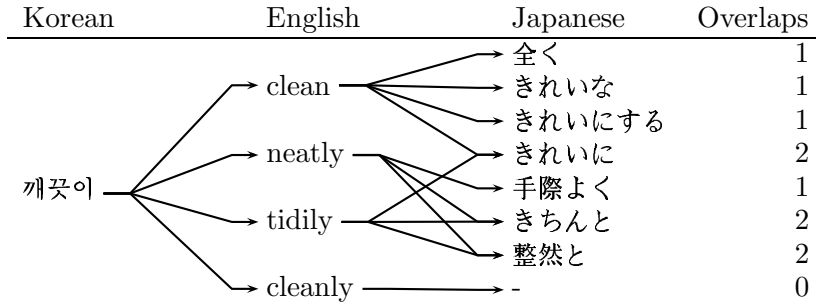 Korean English Japanese Overlaps
全く 1
clean きれいな 1
きれいにする 1
neatly きれいに 2
깨끗이 手際よく 1
tidily きちんと 2
整然と 2
cleanly - 0